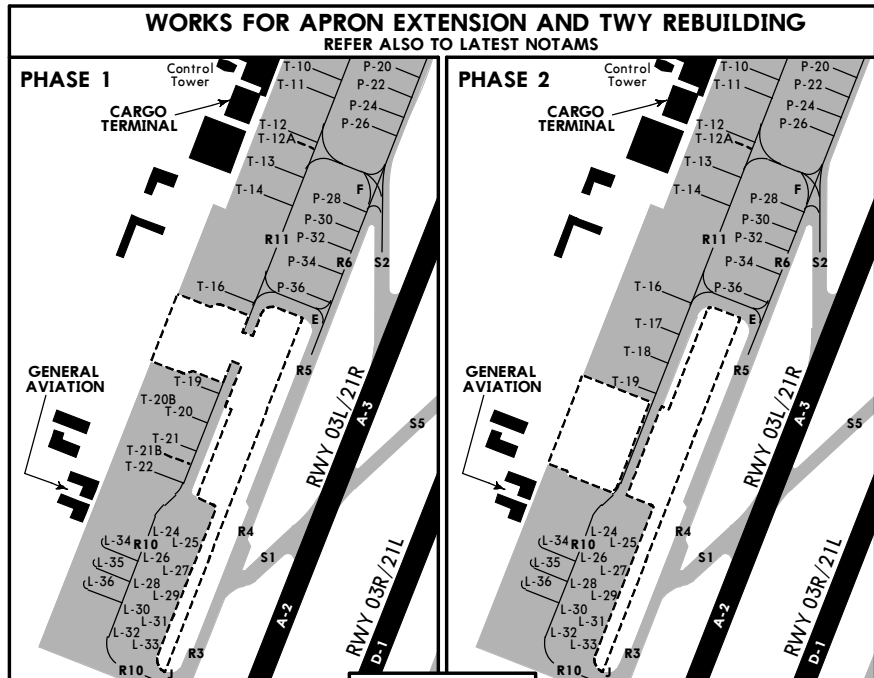 WORKS FOR APRON EXTENSION AND TWY REBUILDING
REFER ALSO TO LATEST NOTAMS
PHASE 1
Control
Tower
CARGO
TERMINAL
T-10
T-11
T-12
T-12A
T-13
T-14
P-20
P-22
P-24
P-26
F
P-28
P-30
P-32
R11
P-34
R6
S2
T-16
P-36
E
R5
GENERAL
AVIATION
T-19
T-20B
T-20
T-21
T-21B
T-22
RWY 03L/21R
A-3
S5
L-24
L-34
R10
L-25
R4
L-26
L-35
L-27
S1
L-36
L-28
L-29
L-30
L-31
L-32
L-33
R3
R10
J
A-2
RWY 03R/21L
D-1
PHASE 2
Control
Tower
CARGO
TERMINAL
T-10
T-11
T-12
T-12A
T-13
T-14
P-20
P-22
P-24
P-26
F
P-28
P-30
P-32
R11
P-34
R6
S2
T-16
P-36
E
T-17
T-18
R5
T-19
GENERAL
AVIATION
RWY 03L/21R
A-3
S5
L-24
L-34
R10
L-25
R4
L-26
L-35
L-27
S1
L-36
L-28
L-29
L-30
L-31
L-32
L-33
R3
R10
J
A-2
RWY 03R/21L
D-1